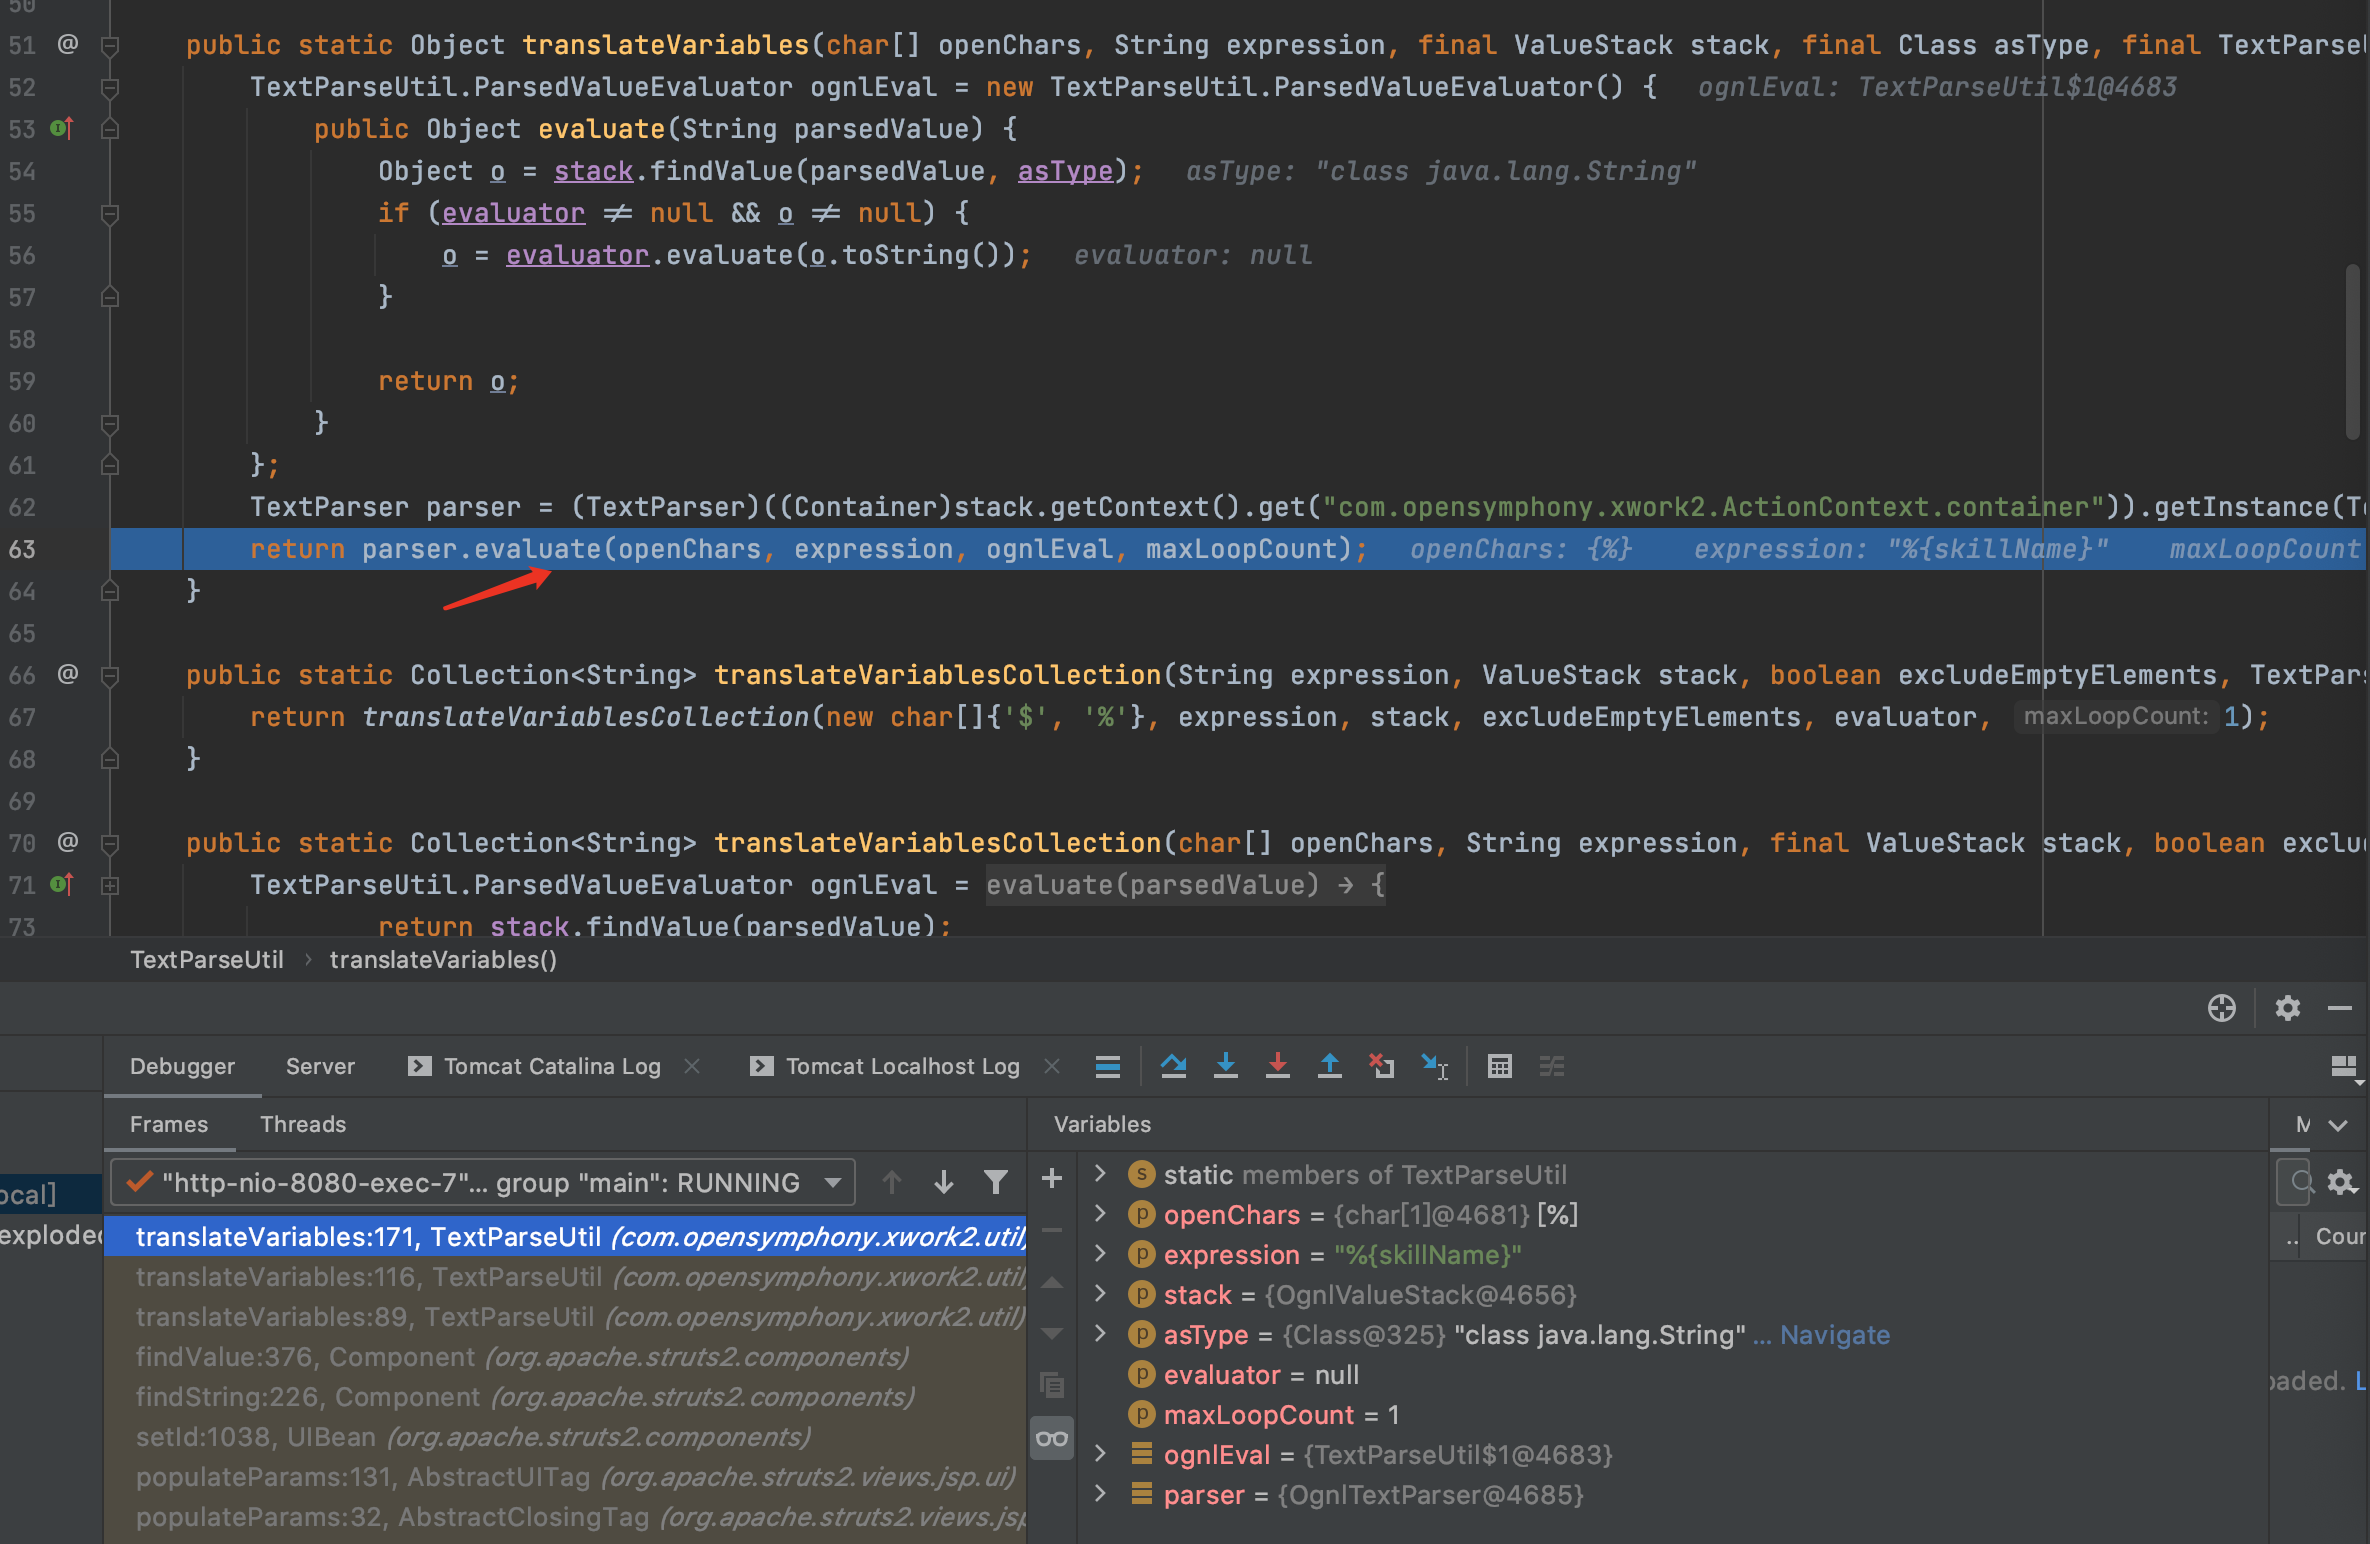 50
51 @ public static Object translateVariables(char[] openChars, String expression, final ValueStack stack, final Class asType, final TextParse
52 TextParseUtil.ParsedValueEvaluator ognlEval = new TextParseUtil.ParsedValueEvaluator() { ognlEval: TextParseUtil$1@4683
53 public Object evaluate(String parsedValue) {
54 Object o = stack.findValue(parsedValue, asType); asType: "class java.lang.String"
55 if (evaluator ≠ null && o ≠ null) {
56 o = evaluator.evaluate(o.toString()); evaluator: null
57 }
58
59 return o;
60 }
61 };
62 TextParser parser = (TextParser)((Container)stack.getContext().get("com.opensymphony.xwork2.ActionContext.container")).getInstance(Te
63 return parser.evaluate(openChars, expression, ognlEval, maxLoopCount); openChars: {%} expression: "%{skillName}" maxLoopCount
64 }
65
66 @ public static Collection<String> translateVariablesCollection(String expression, ValueStack stack, boolean excludeEmptyElements, TextPars
67 return translateVariablesCollection(new char[]{'$', '%'}, expression, stack, excludeEmptyElements, evaluator, maxLoopCount: 1);
68 }
69
70 @ public static Collection<String> translateVariablesCollection(char[] openChars, String expression, final ValueStack stack, boolean exclu
71 TextParseUtil.ParsedValueEvaluator ognlEval = evaluate(parsedValue) → {
73 return stack.findValue(parsedValue);
TextParseUtil › translateVariables()
Debugger Server Tomcat Catalina Log Tomcat Localhost Log
Frames Threads Variables M
"http-nio-8080-exec-7"... group "main": RUNNING
ocal]
exploded
translateVariables:171, TextParseUtil (com.opensymphony.xwork2.util)
translateVariables:116, TextParseUtil (com.opensymphony.xwork2.util)
translateVariables:89, TextParseUtil (com.opensymphony.xwork2.util)
findValue:376, Component (org.apache.struts2.components)
findString:226, Component (org.apache.struts2.components)
setId:1038, UIBean (org.apache.struts2.components)
populateParams:131, AbstractUITag (org.apache.struts2.views.jsp.ui)
populateParams:32, AbstractClosingTag (org.apache.struts2.views.jsp
static members of TextParseUtil
openChars = {char[1]@4681} [%]
expression = "%{skillName}"
stack = {OgnlValueStack@4656}
asType = {Class@325} "class java.lang.String" ... Navigate
evaluator = null
maxLoopCount = 1
ognlEval = {TextParseUtil$1@4683}
parser = {OgnlTextParser@4685}
.. Cour
oaded. L